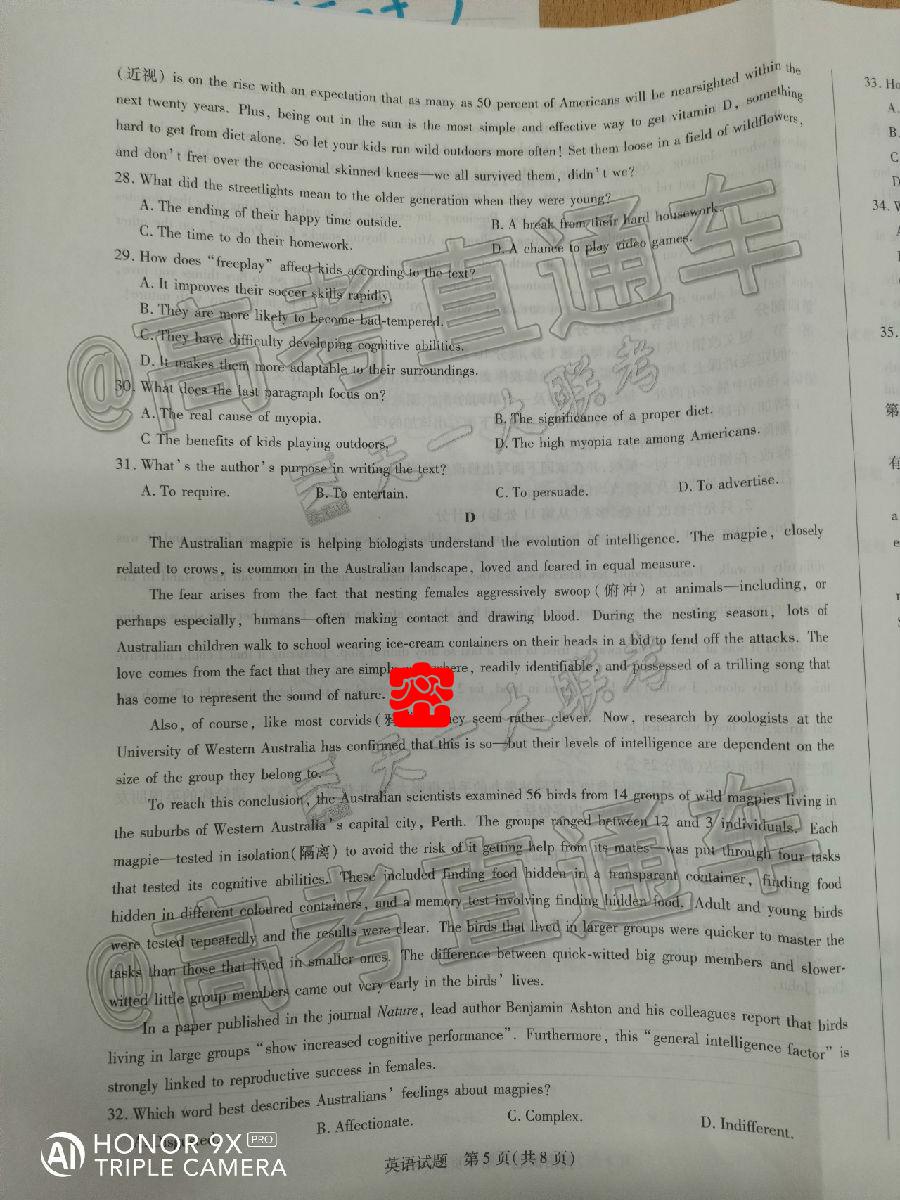 (近视) is on the rise with an expectation that as many as 50 percent of Americans will be nearsighted within the
next twenty years. Plus, being out in the sun is the most simple and effective way to get vitamin D, something
hard to get from diet alone. So let your kids run wild outdoors more often! Set them loose in a field of wildflowers,
and don't fret over the occasional skinned knees—we all survived them, didn't we?
28. What did the streetlights mean to the older generation when they were young?
A. The ending of their happy time outside. B. A break from their hard housework.
C. The time to do their homework. D. A chance to play video games.
29. How does "freeplay" affect kids according to the text?
A. It improves their soccer skills rapidly.
B. They are more likely to become bad-tempered.
C. They have difficulty developing cognitive abilities.
D. It makes them more adaptable to their surroundings.
30. What does the last paragraph focus on?
A. The real cause of myopia. B. The significance of a proper diet.
C The benefits of kids playing outdoors. D. The high myopia rate among Americans.
31. What's the author's purpose in writing the text?
A. To require. B. To entertain. C. To persuade. D. To advertise.
D
The Australian magpie is helping biologists understand the evolution of intelligence. The magpie, closely
related to crows, is common in the Australian landscape, loved and feared in equal measure.
The fear arises from the fact that nesting females aggressively swoop(俯冲) at animals—including, or
perhaps especially, humans—often making contact and drawing blood. During the nesting season, lots of
Australian children walk to school wearing ice-cream containers on their heads in a bid to fend off the attacks. The
love comes from the fact that they are simply readily identifiable, and possessed of a trilling song that
has come to represent the sound of nature.
Also, of course, like most corvids( they seem rather clever. Now, research by zoologists at the
University of Western Australia has confirmed that this is so—but their levels of intelligence are dependent on the
size of the group they belong to.
To reach this conclusion, the Australian scientists examined 56 birds from 14 groups of wild magpies living in
the suburbs of Western Australia's capital city, Perth. The groups ranged between 12 and 3 individuals. Each
magpie—tested in isolation(隔离) to avoid the risk of it getting help from its mates—was put through four tasks
that tested its cognitive abilities. These included finding food hidden in a transparent container, finding food
hidden in different coloured containers, and a memory test involving finding hidden food. Adult and young birds
were tested repeatedly and the results were clear. The birds that lived in larger groups were quicker to master the
tasks than those that lived in smaller ones. The difference between quick-witted big group members and slower-
witted little group members came out very early in the birds' lives.
In a paper published in the journal Nature, lead author Benjamin Ashton and his colleagues report that birds
living in large groups "show increased cognitive performance". Furthermore, this "general intelligence factor" is
strongly linked to reproductive success in females.
32. Which word best describes Australians' feelings about magpies?
B. Affectionate. C. Complex. D. Indifferent.
英语试题 第5页(共8页)
33. Ho
A.
B.
C
D
34. W
A
35.
第
有
a
e
@高考直通车
天一大联考
天一大联考
@高考直通车
HONOR 9X PRO
AI TRIPLE CAMERA